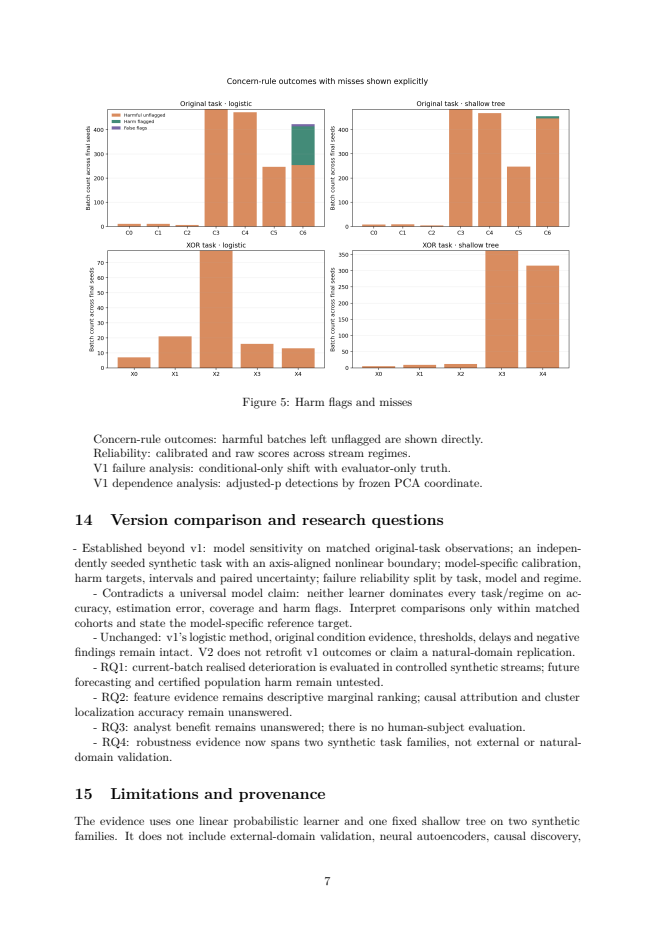 Concern-rule outcomes with misses shown explicitly
Original task · logistic
Harmful unflagged
Harm flagged
False flags
Batch count across final seeds
400
300
200
100
0
C0 C1 C2 C3 C4 C5 C6
Original task · shallow tree
Batch count across final seeds
400
300
200
100
0
C0 C1 C2 C3 C4 C5 C6
XOR task · logistic
Batch count across final seeds
70
60
50
40
30
20
10
0
X0 X1 X2 X3 X4
XOR task · shallow tree
Batch count across final seeds
350
300
250
200
150
100
50
0
X0 X1 X2 X3 X4
Figure 5: Harm flags and misses
Concern-rule outcomes: harmful batches left unflagged are shown directly.
Reliability: calibrated and raw scores across stream regimes.
V1 failure analysis: conditional-only shift with evaluator-only truth.
V1 dependence analysis: adjusted-p detections by frozen PCA coordinate.
14 Version comparison and research questions
- Established beyond v1: model sensitivity on matched original-task observations; an indepen-
dently seeded synthetic task with an axis-aligned nonlinear boundary; model-specific calibration,
harm targets, intervals and paired uncertainty; failure reliability split by task, model and regime.
- Contradicts a universal model claim: neither learner dominates every task/regime on ac-
curacy, estimation error, coverage and harm flags. Interpret comparisons only within matched
cohorts and state the model-specific reference target.
- Unchanged: v1's logistic method, original condition evidence, thresholds, delays and negative
findings remain intact. V2 does not retrofit v1 outcomes or claim a natural-domain replication.
- RQ1: current-batch realised deterioration is evaluated in controlled synthetic streams; future
forecasting and certified population harm remain untested.
- RQ2: feature evidence remains descriptive marginal ranking; causal attribution and cluster
localization accuracy remain unanswered.
- RQ3: analyst benefit remains unanswered; there is no human-subject evaluation.
- RQ4: robustness evidence now spans two synthetic task families, not external or natural-
domain validation.
15 Limitations and provenance
The evidence uses one linear probabilistic learner and one fixed shallow tree on two synthetic
families. It does not include external-domain validation, neural autoencoders, causal discovery,
7